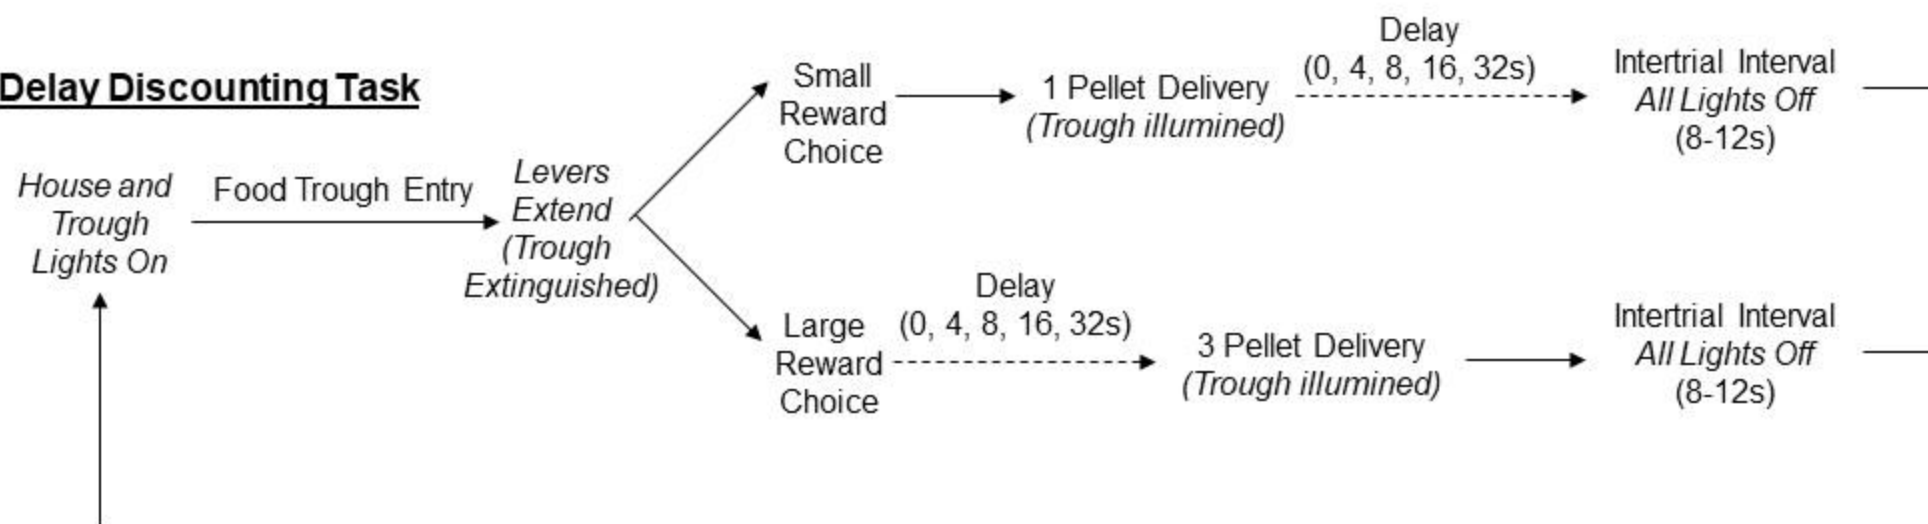 Delay Discounting Task
House and
Trough
Lights On
Food Trough Entry
Levers
Extend
(Trough
Extinguished)
Small
Reward
Choice
1 Pellet Delivery
(Trough illumined)
Delay
(0, 4, 8, 16, 32s)
Intertrial Interval
All Lights Off
(8-12s)
Large
Reward
Choice
Delay
(0, 4, 8, 16, 32s)
3 Pellet Delivery
(Trough illumined)
Intertrial Interval
All Lights Off
(8-12s)